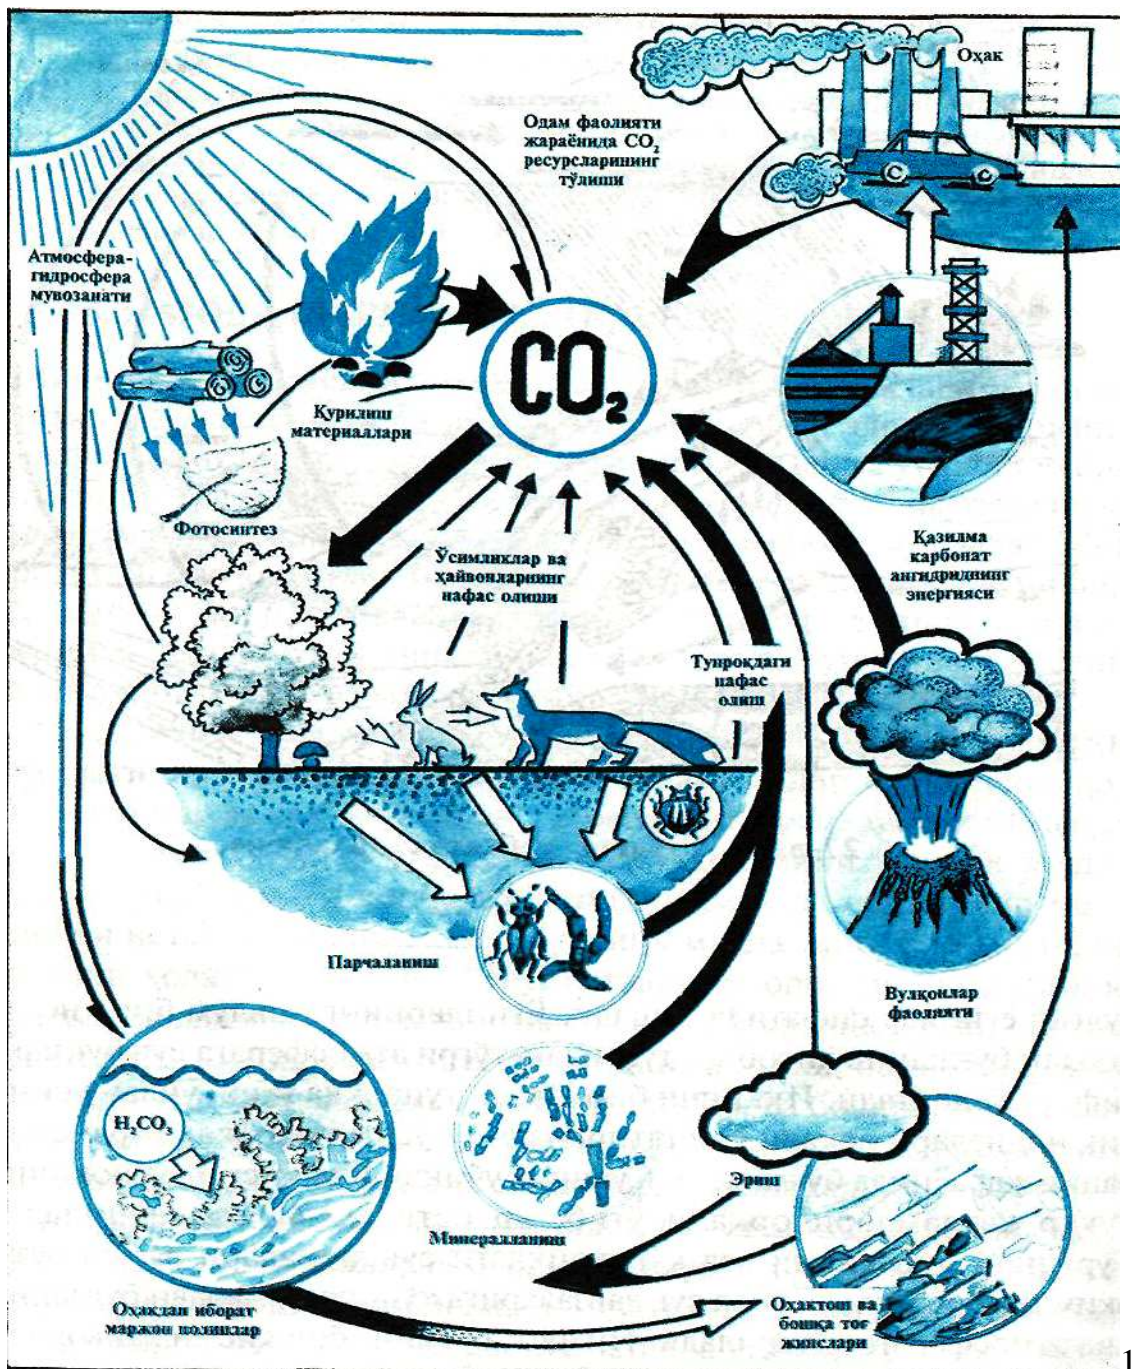 Оҳак
Одам фаолияти
жараёнида CO₂
ресурсларининг
тўлиши
Атмосфера-
гидросфера
мувозанати
CO₂
Қурилиш
материаллари
Фотосинтез
Ўсимликлар ва
ҳайвонларнинг
нафас олиши
Қазилма
карбонат
ангидриднинг
энергияси
Тупроқдаги
нафас
олиш
Парчаланиш
Вулқонлар
фаолияти
H₂CO₃
Эриш
Минералланиш
Оҳакдан иборат
маржон полиплар
Оҳактош ва
бошқа тоғ
жинслари
1